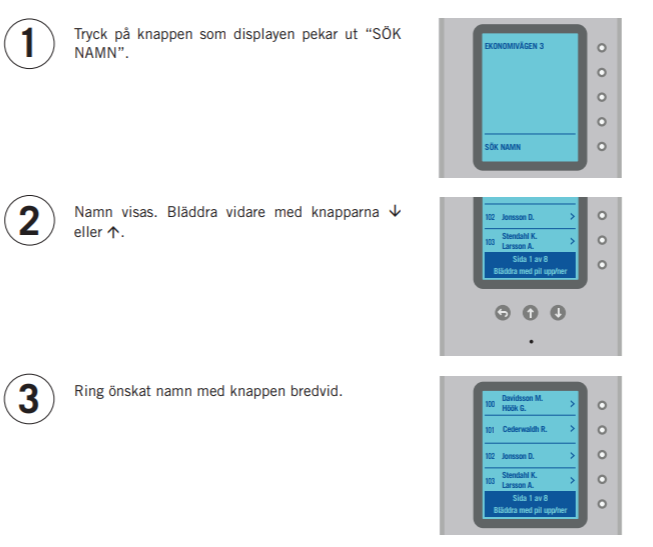 1
Tryck på knappen som displayen pekar ut “SÖK
NAMN”.
EKONOMIVÄGEN 3
SÖK NAMN
2
Namn visas. Bläddra vidare med knapparna ↓
eller ↑.
102 Jonsson D. >
103 Stendahl K. >
Larsson A.
Sida 1 av 8
Bläddra med pil upp/ner
3
Ring önskat namn med knappen bredvid.
100 Davidsson M. >
Höök G.
101 Cederwaldh R. >
102 Jonsson D. >
103 Stendahl K. >
Larsson A.
Sida 1 av 8
Bläddra med pil upp/ner